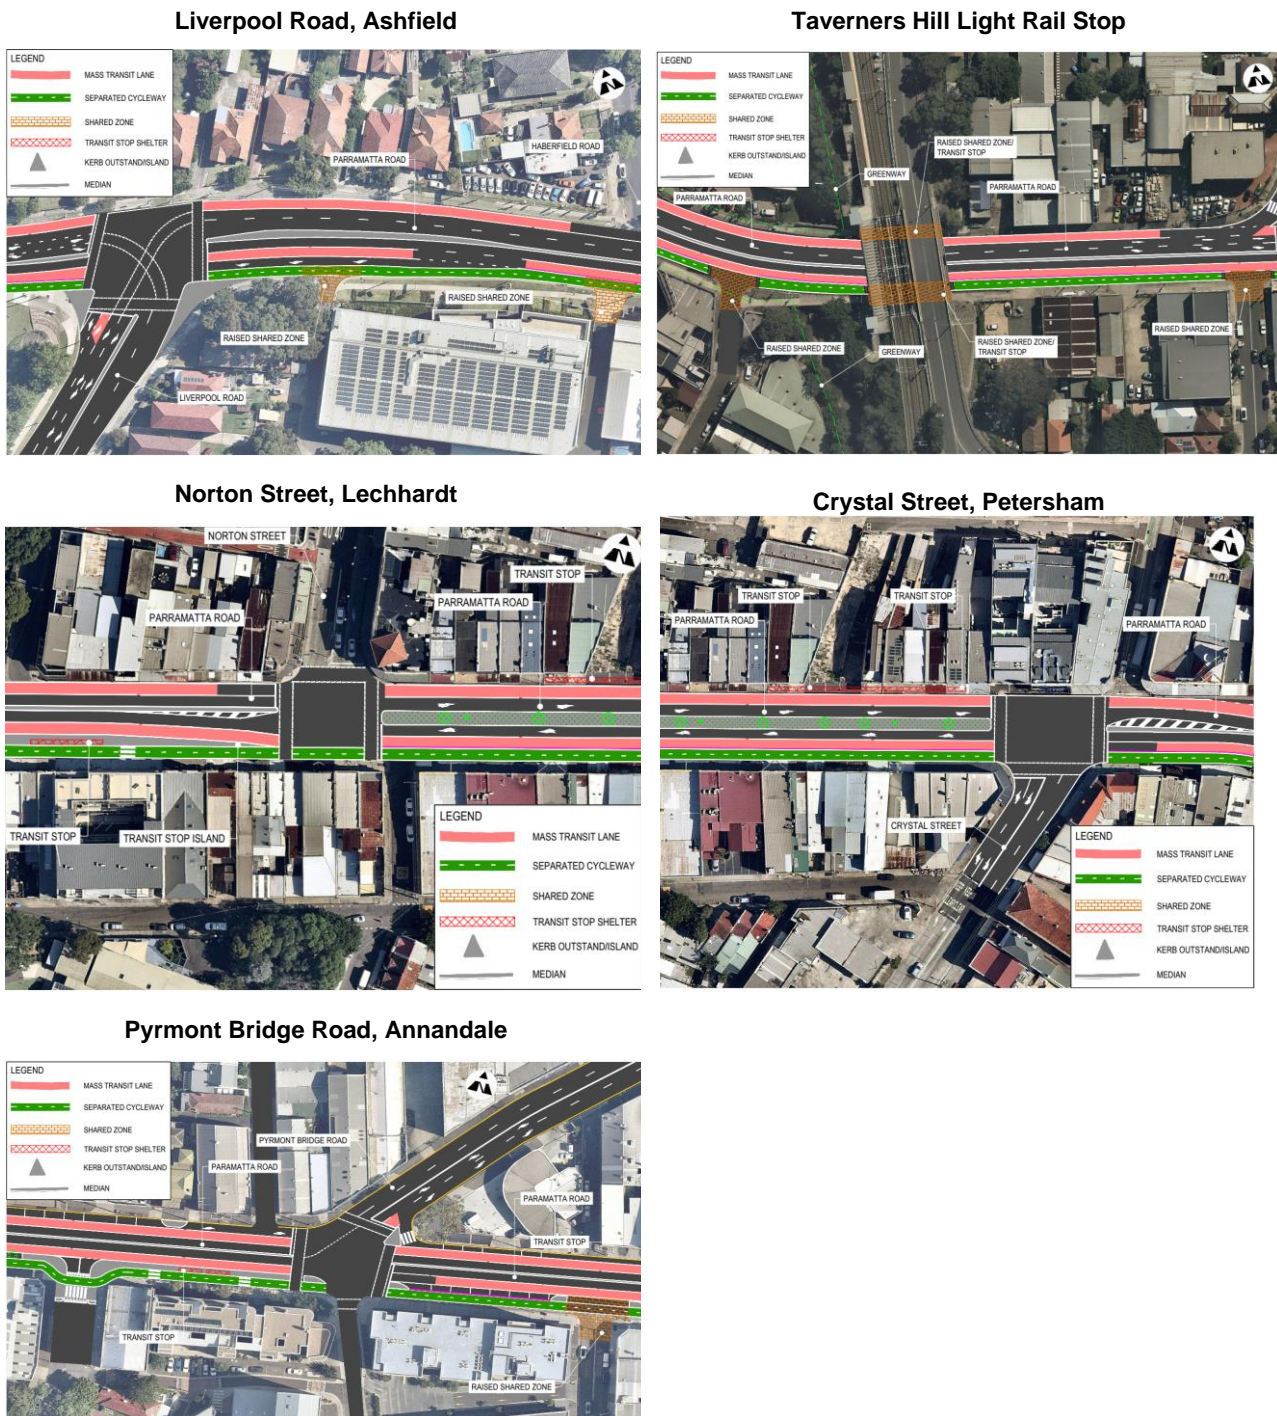 Liverpool Road, Ashfield
LEGEND
MASS TRANSIT LANE
SEPARATED CYCLEWAY
SHARED ZONE
TRANSIT STOP SHELTER
KERB OUTSTAND/ISLAND
MEDIAN
HABERFIELD ROAD
PARRAMATTA ROAD
RAISED SHARED ZONE
RAISED SHARED ZONE
LIVERPOOL ROAD
Taverners Hill Light Rail Stop
LEGEND
MASS TRANSIT LANE
SEPARATED CYCLEWAY
SHARED ZONE
TRANSIT STOP SHELTER
KERB OUTSTAND/ISLAND
MEDIAN
RAISED SHARED ZONE/
TRANSIT STOP
GREENWAY
PARRAMATTA ROAD
PARRAMATTA ROAD
RAISED SHARED ZONE
RAISED SHARED ZONE/
TRANSIT STOP
RAISED SHARED ZONE
GREENWAY
Norton Street, Lechhardt
NORTON STREET
TRANSIT STOP
PARRAMATTA ROAD
PARRAMATTA ROAD
TRANSIT STOP
TRANSIT STOP ISLAND
LEGEND
MASS TRANSIT LANE
SEPARATED CYCLEWAY
SHARED ZONE
TRANSIT STOP SHELTER
KERB OUTSTAND/ISLAND
MEDIAN
Crystal Street, Petersham
TRANSIT STOP
TRANSIT STOP
PARRAMATTA ROAD
PARRAMATTA ROAD
CRYSTAL STREET
LEGEND
MASS TRANSIT LANE
SEPARATED CYCLEWAY
SHARED ZONE
TRANSIT STOP SHELTER
KERB OUTSTAND/ISLAND
MEDIAN
Pyrmont Bridge Road, Annandale
LEGEND
MASS TRANSIT LANE
SEPARATED CYCLEWAY
SHARED ZONE
TRANSIT STOP SHELTER
KERB OUTSTAND/ISLAND
MEDIAN
PYRMONT BRIDGE ROAD
PARAMATTA ROAD
PARAMATTA ROAD
TRANSIT STOP
TRANSIT STOP
RAISED SHARED ZONE